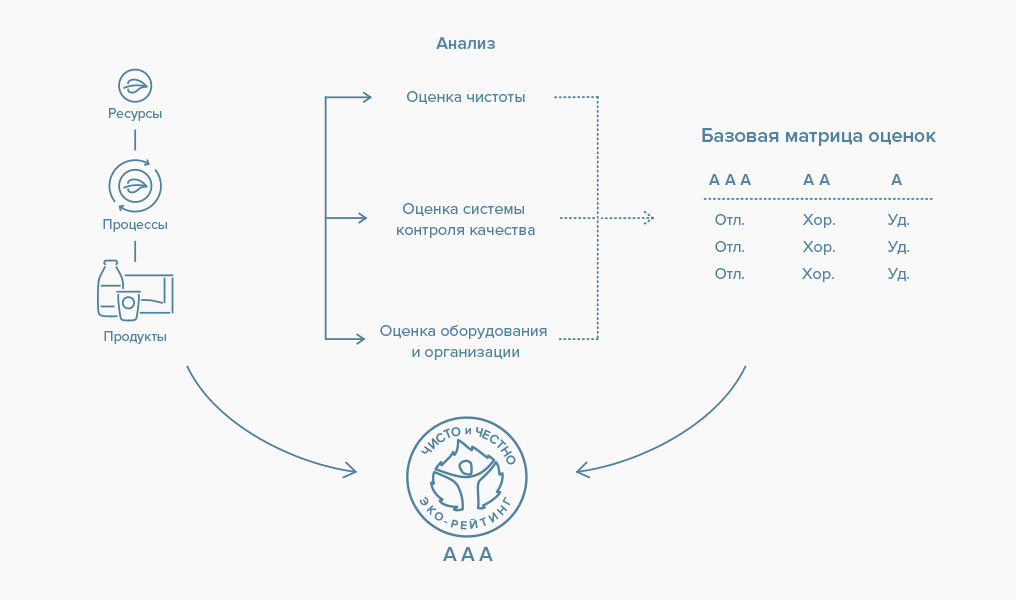 Ресурсы
Процессы
Продукты
Анализ
Оценка чистоты
Оценка системы
контроля качества
Оценка оборудования
и организации
Базовая матрица оценок
А А А А А А
Отл. Хор. Уд.
Отл. Хор. Уд.
Отл. Хор. Уд.
ЧИСТО и ЧЕСТНО
ЭКО-РЕЙТИНГ
А А А